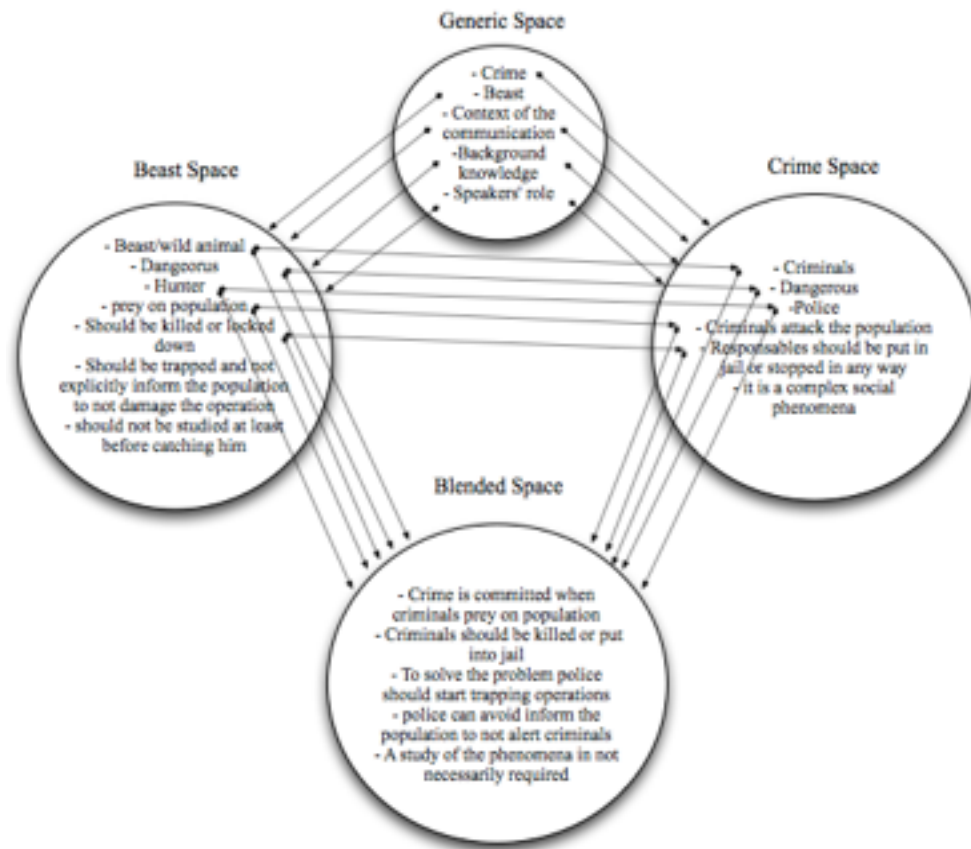 Generic Space
- Crime
- Beast
- Context of the
communication
-Background
knowledge
- Speakers' role
Beast Space
- Beast/wild animal
- Dangeorus
- Hunter
- prey on population
- Should be killed or locked
down
- Should be trapped and not
explicitly inform the population
to not damage the operation
- should not be studied at least
before catching him
Crime Space
- Criminals
- Dangerous
-Police
- Criminals attack the population
- Responsables should be put in
jail or stopped in any way
- it is a complex social
phenomena
Blended Space
- Crime is committed when
criminals prey on population
- Criminals should be killed or put
into jail
- To solve the problem police
should start trapping operations
- police can avoid inform the
population to not alert criminals
- A study of the phenomena in not
necessarily required